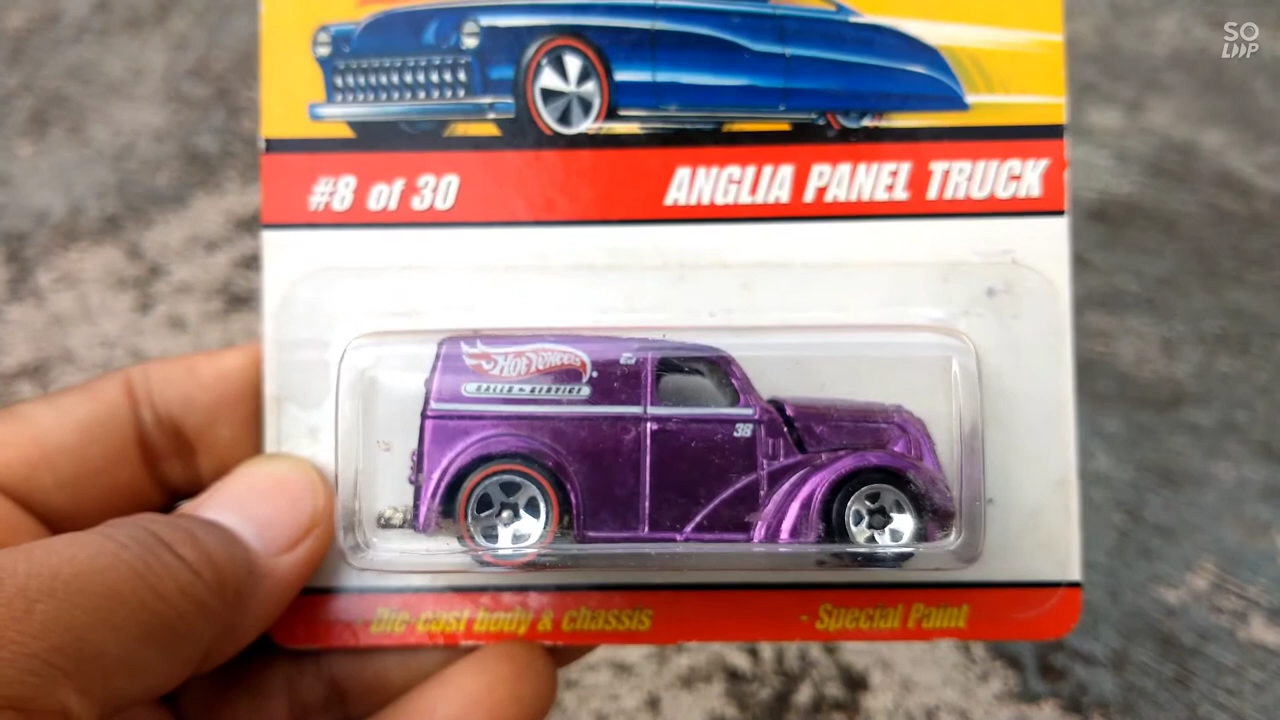 SO
LOOP
#8 of 30
ANGLIA PANEL TRUCK
HOT WHEELS
SALES - SERVICE
38
- Die-cast body & chassis
- Special Paint